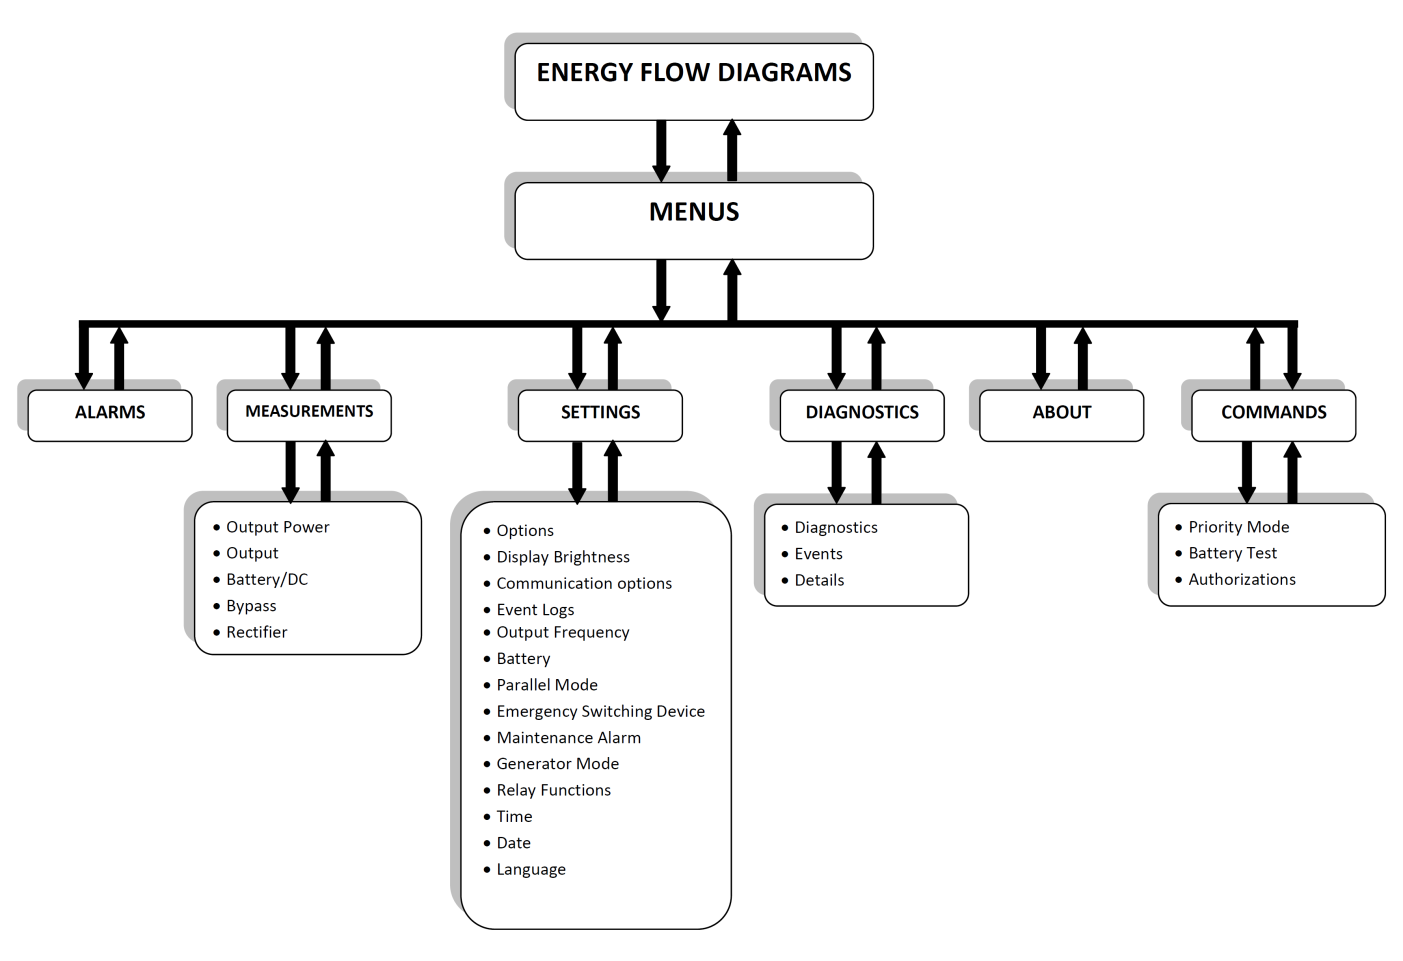 ENERGY FLOW DIAGRAMS
MENUS
ALARMS
MEASUREMENTS
SETTINGS
DIAGNOSTICS
ABOUT
COMMANDS
• Output Power
• Output
• Battery/DC
• Bypass
• Rectifier
• Options
• Display Brightness
• Communication options
• Event Logs
• Output Frequency
• Battery
• Parallel Mode
• Emergency Switching Device
• Maintenance Alarm
• Generator Mode
• Relay Functions
• Time
• Date
• Language
• Diagnostics
• Events
• Details
• Priority Mode
• Battery Test
• Authorizations